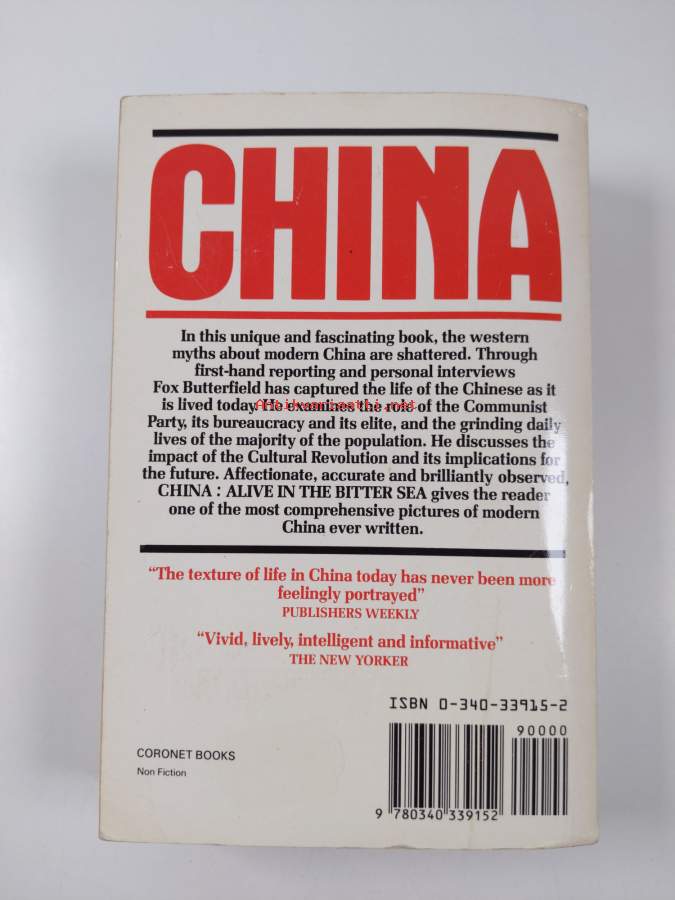 CHINA
In this unique and fascinating book, the western
myths about modern China are shattered. Through
first-hand reporting and personal interviews
Fox Butterfield has captured the life of the Chinese as it
is lived today. He examines the role of the Communist
Antikvariaatti.net
Party, its bureaucracy and its elite, and the grinding daily
lives of the majority of the population. He discusses the
impact of the Cultural Revolution and its implications for
the future. Affectionate, accurate and brilliantly observed,
CHINA : ALIVE IN THE BITTER SEA gives the reader
one of the most comprehensive pictures of modern
China ever written.
“The texture of life in China today has never been more
feelingly portrayed”
PUBLISHERS WEEKLY
“Vivid, lively, intelligent and informative”
THE NEW YORKER
ISBN 0-340-33915-2
90000
CORONET BOOKS
Non Fiction
9 780340 339152